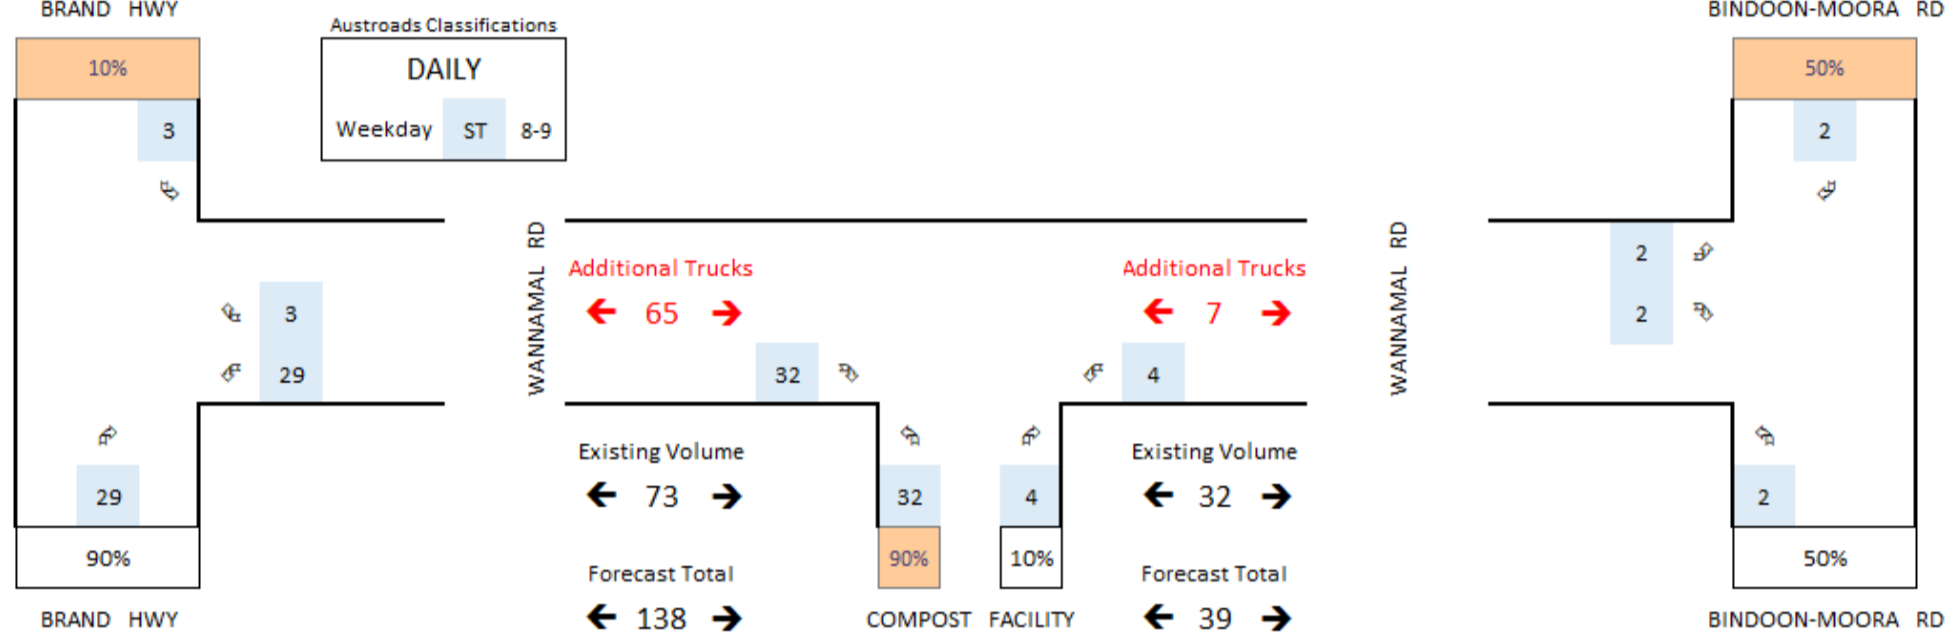 BRAND HWY
10%
3
Austroads Classifications
DAILY
Weekday ST 8-9
BINDOON-MOORA RD
50%
2
WANNAMAL RD
Additional Trucks
65
Additional Trucks
7
WANNAMAL RD
2
2
3
29
32
4
29
90%
BRAND HWY
Existing Volume
73
Forecast Total
138
32
4
90%
10%
COMPOST FACILITY
Existing Volume
32
Forecast Total
39
2
50%
BINDOON-MOORA RD